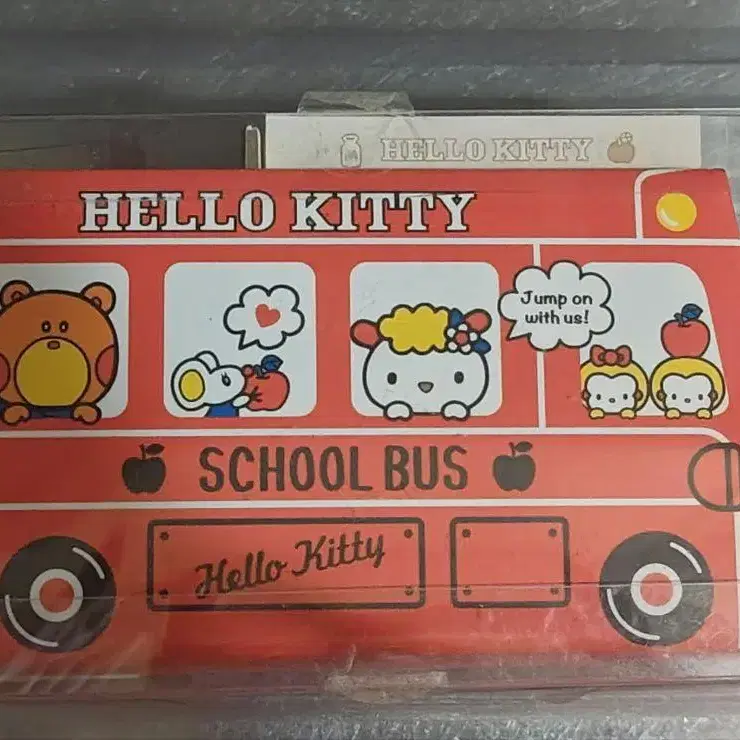 HELLO KITTY
HELLO KITTY
Jump on
with us!
SCHOOL BUS
Hello Kitty